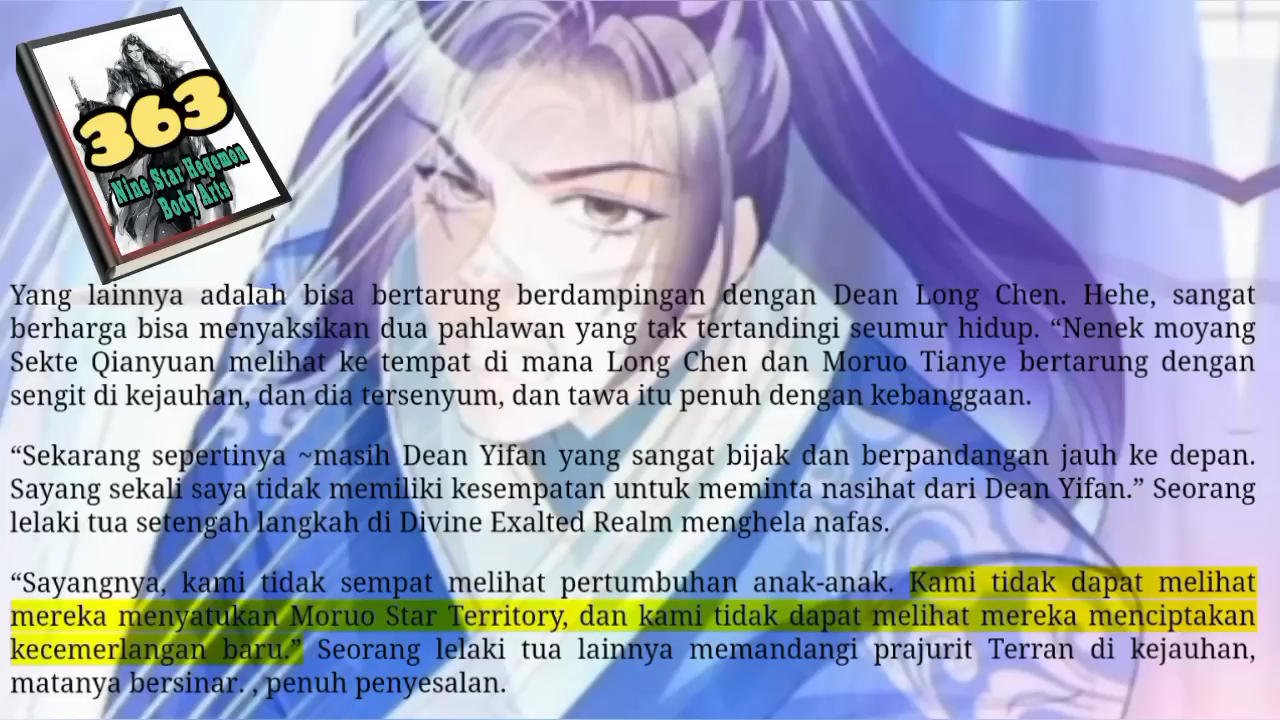 363
Nine Star Hegemon
Body Arts
Yang lainnya adalah bisa bertarung berdampingan dengan Dean Long Chen. Hehe, sangat
berharga bisa menyaksikan dua pahlawan yang tak tertandingi seumur hidup. “Nenek moyang
Sekte Qianyuan melihat ke tempat di mana Long Chen dan Moruo Tianye bertarung dengan
sengit di kejauhan, dan dia tersenyum, dan tawa itu penuh dengan kebanggaan.
“Sekarang sepertinya ~masih Dean Yifan yang sangat bijak dan berpandangan jauh ke depan.
Sayang sekali saya tidak memiliki kesempatan untuk meminta nasihat dari Dean Yifan.” Seorang
lelaki tua setengah langkah di Divine Exalted Realm menghela nafas.
“Sayangnya, kami tidak sempat melihat pertumbuhan anak-anak. Kami tidak dapat melihat
mereka menyatukan Moruo Star Territory, dan kami tidak dapat melihat mereka menciptakan
kecemerlangan baru.” Seorang lelaki tua lainnya memandangi prajurit Terran di kejauhan,
matanya bersinar. , penuh penyesalan.